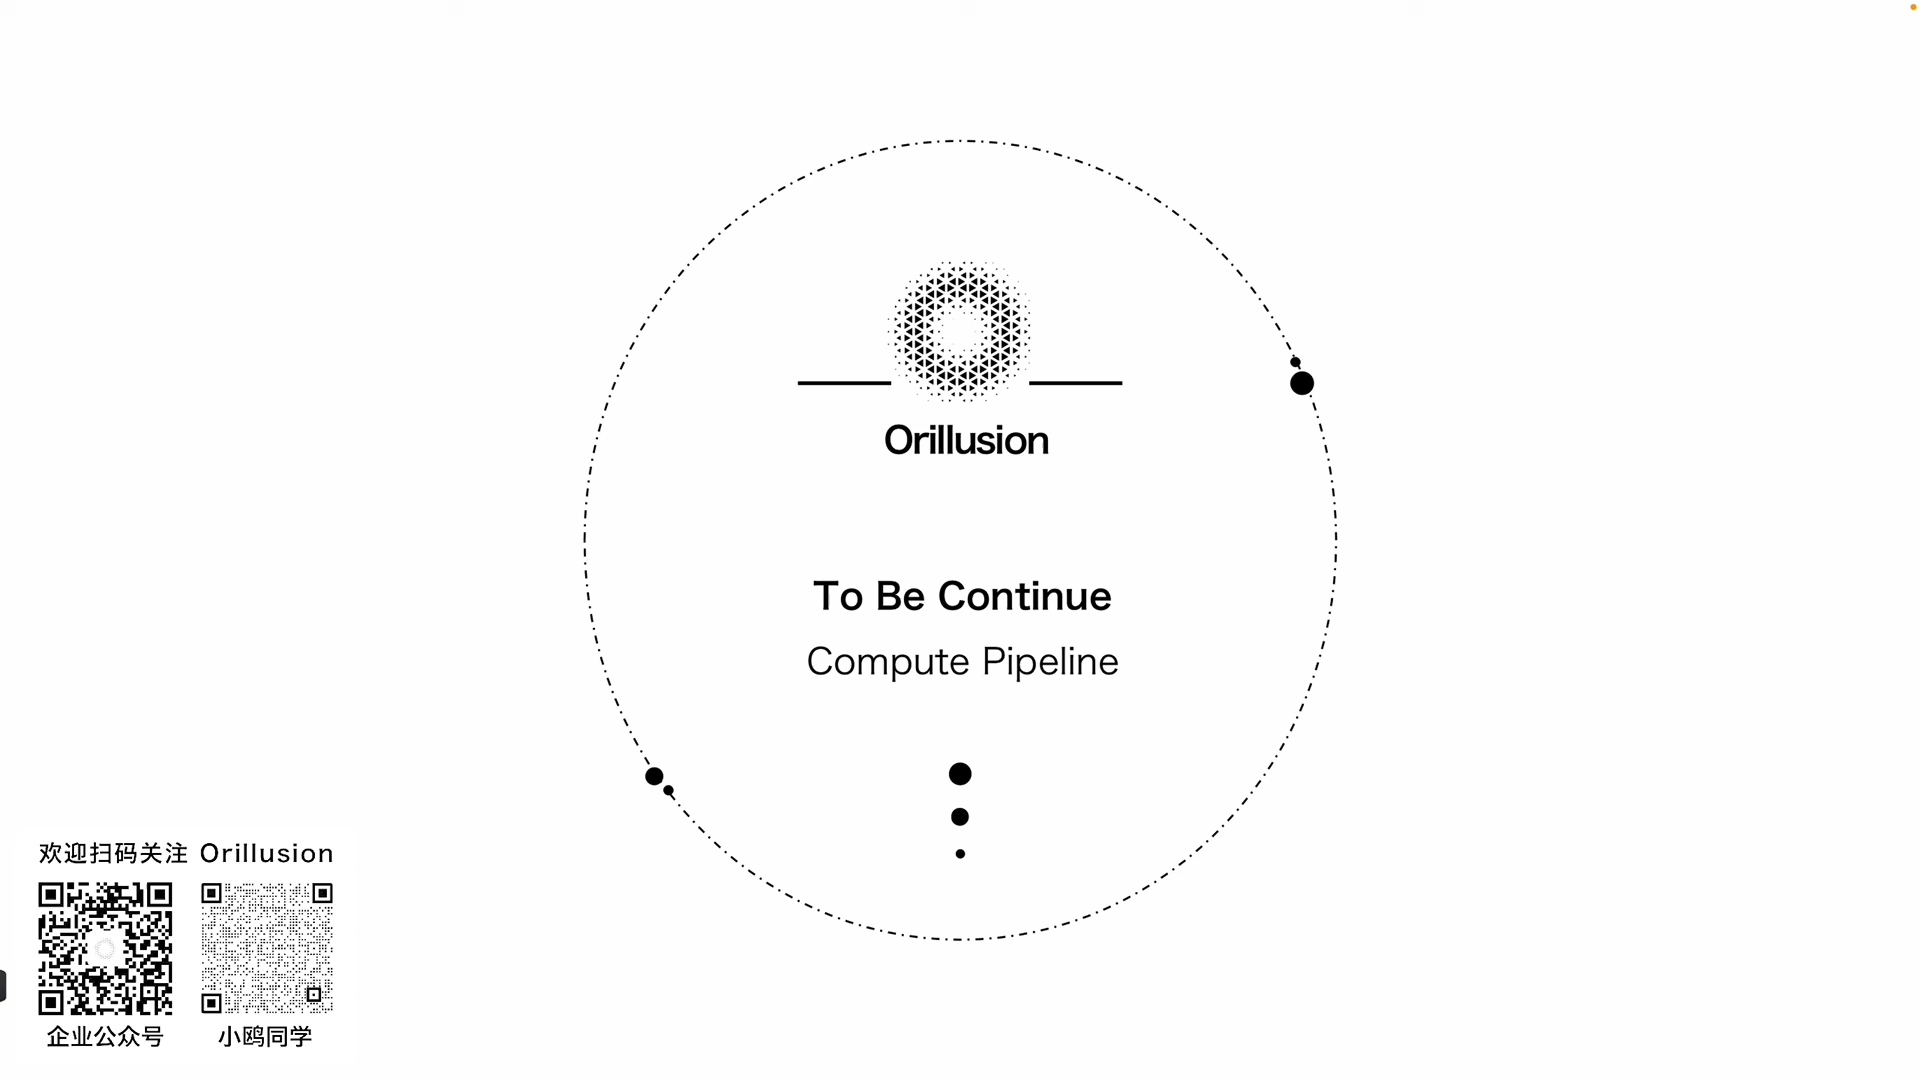 Orillusion
To Be Continue
Compute Pipeline
欢迎扫码关注 Orillusion
企业公众号
小鸥同学